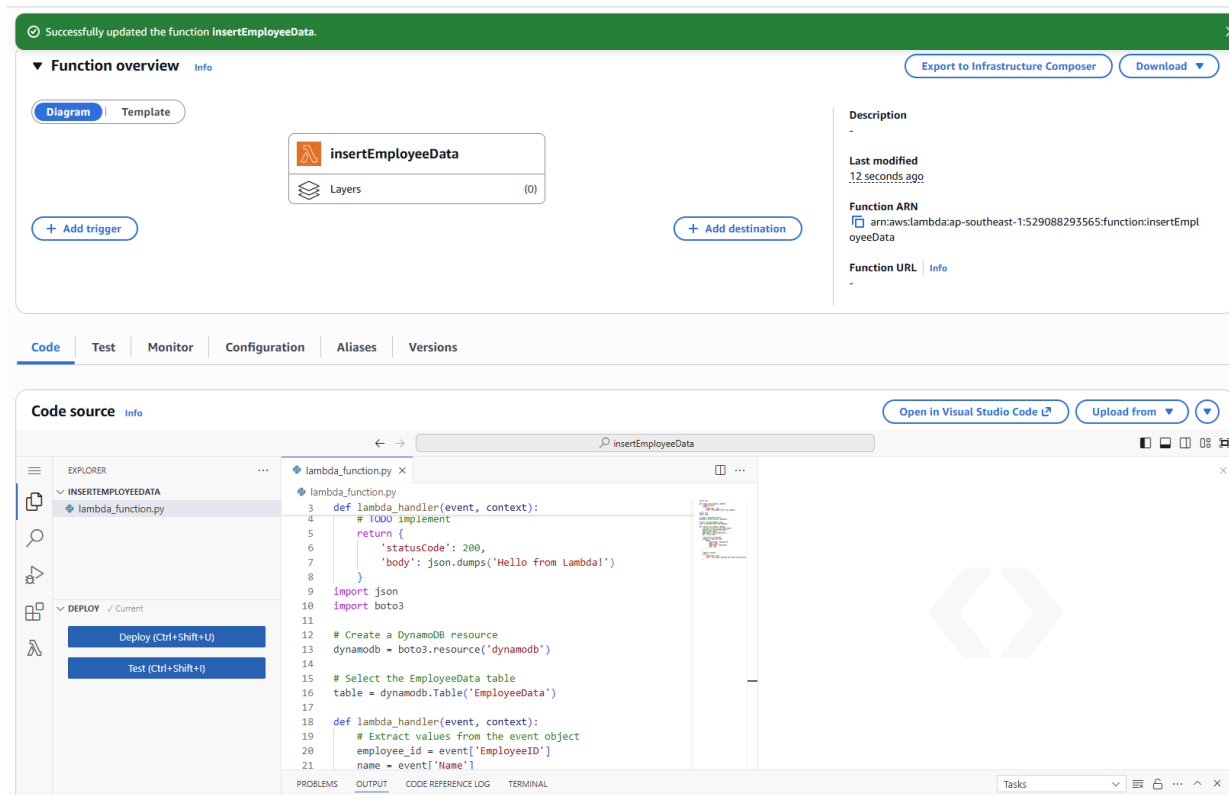 Successfully updated the function insertEmployeeData.
Function overview Info
Export to Infrastructure Composer
Download
Diagram
Template
insertEmployeeData
Layers
(0)
+ Add trigger
+ Add destination
Description
-
Last modified
12 seconds ago
Function ARN
arn:aws:lambda:ap-southeast-1:529088293565:function:insertEmpl
oyeeData
Function URL Info
-
Code
Test
Monitor
Configuration
Aliases
Versions
Code source Info
Open in Visual Studio Code
Upload from
insertEmployeeData
EXPLORER
INSERTEMPLOYEEDATA
lambda_function.py
DEPLOY ✓ Current
Deploy (Ctrl+Shift+U)
Test (Ctrl+Shift+I)
lambda_function.py
lambda_function.py
3 def lambda_handler(event, context):
4 # TODO implement
5 return {
6 'statusCode': 200,
7 'body': json.dumps('Hello from Lambda!')
8 }
9 import json
10 import boto3
11
12 # Create a DynamoDB resource
13 dynamodb = boto3.resource('dynamodb')
14
15 # Select the EmployeeData table
16 table = dynamodb.Table('EmployeeData')
17
18 def lambda_handler(event, context):
19 # Extract values from the event object
20 employee_id = event['EmployeeID']
21 name = event['Name']
PROBLEMS
OUTPUT
CODE REFERENCE LOG
TERMINAL
Tasks